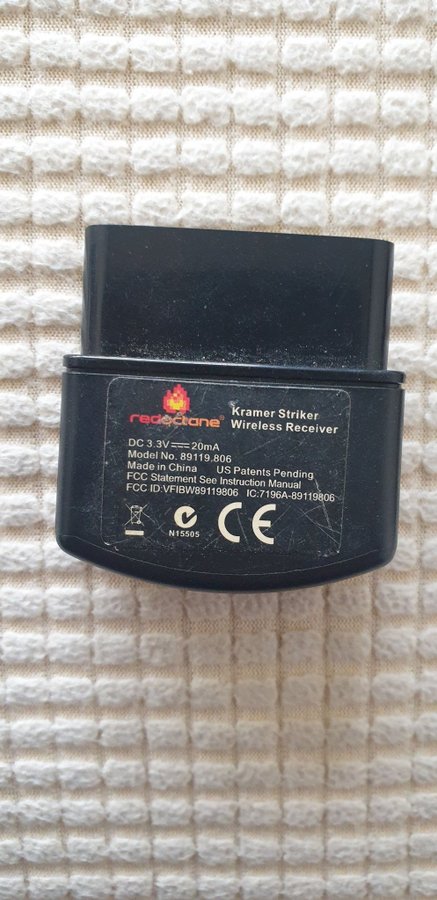 redoctane®
Kramer Striker
Wireless Receiver
DC 3.3V⎓20mA
Model No. 89119.806
Made in China US Patents Pending
FCC Statement See Instruction Manual
FCC ID:VFIBW89119806 IC:7196A-89119806
N15505
CE